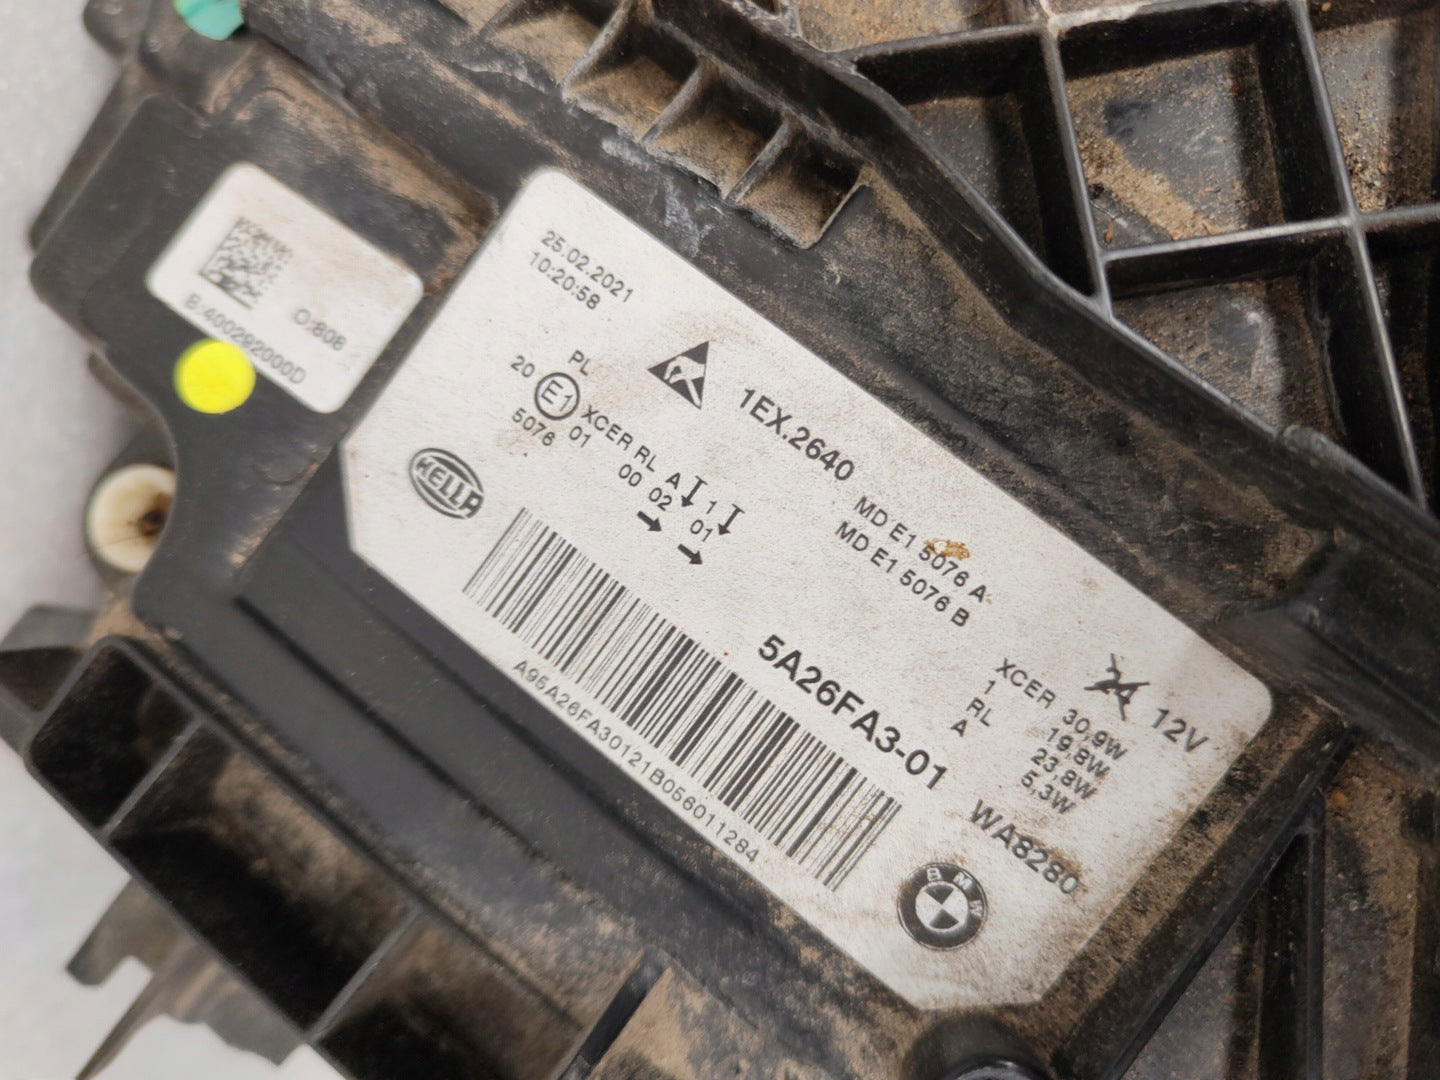 O:808
B:400292000D
25.02.2021
10:20:58
1EX.2640
PL
20 E1 XCER RL A 1
5076 01 00 02 01
HELLA
MD E1 5076 A
MD E1 5076 B
5A26FA3-01
A95A26FA30121B056011284
12V
XCER 30,9W
1 19,8W
RL 23,8W
A 5,3W
WA8280
BMW